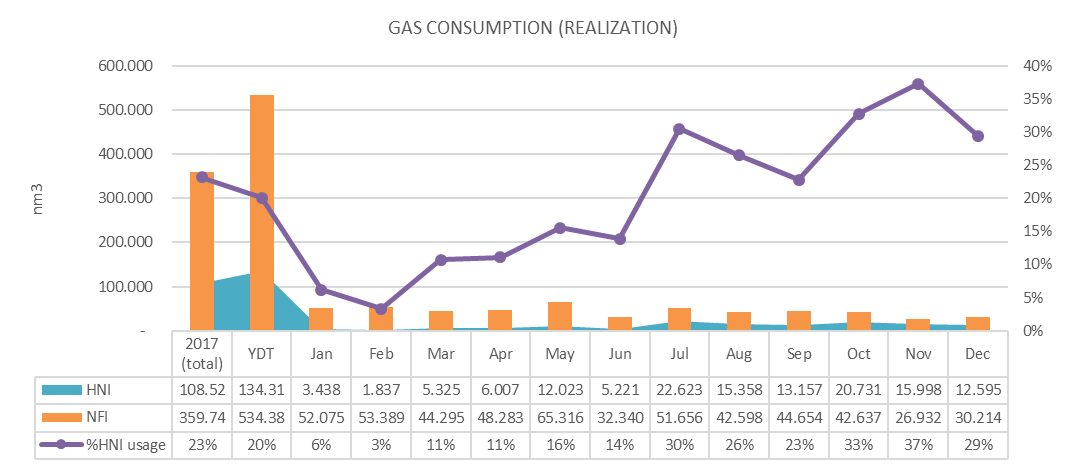 GAS CONSUMPTION (REALIZATION)
600.000 40%
35%
500.000
30%
400.000
25%
300.000 20%
15%
200.000
10%
100.000
5%
- 0%
nm3
2017 (total) YDT Jan Feb Mar Apr May Jun Jul Aug Sep Oct Nov Dec
HNI 108.52 134.31 3.438 1.837 5.325 6.007 12.023 5.221 22.623 15.358 13.157 20.731 15.998 12.595
NFI 359.74 534.38 52.075 53.389 44.295 48.283 65.316 32.340 51.656 42.598 44.654 42.637 26.932 30.214
%HNI usage 23% 20% 6% 3% 11% 11% 16% 14% 30% 26% 23% 33% 37% 29%